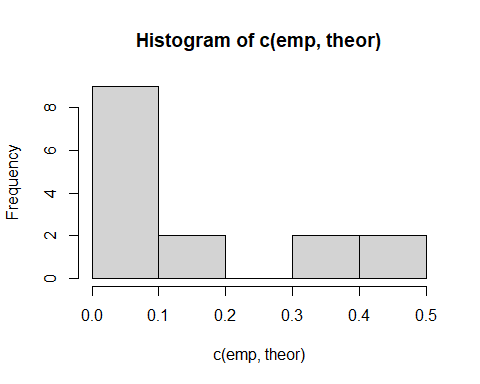 Histogram of c(emp, theor)
Frequency
8
6
4
2
0
0.0 0.1 0.2 0.3 0.4 0.5
c(emp, theor)